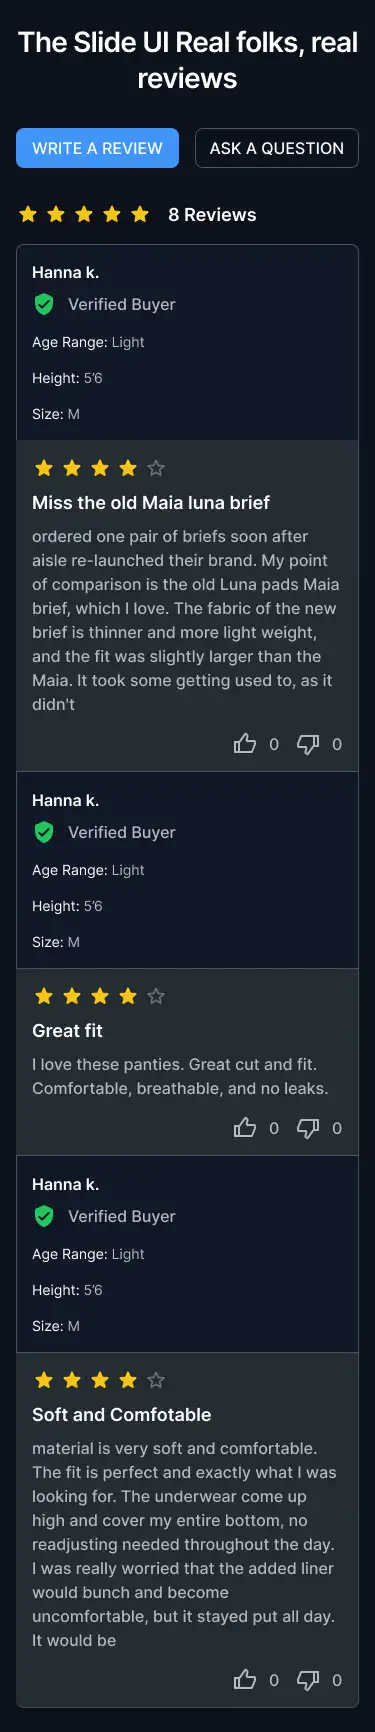 The Slide UI Real folks, real
reviews
WRITE A REVIEW
ASK A QUESTION
8 Reviews
Hanna k.
Verified Buyer
Age Range: Light
Height: 5'6
Size: M
Miss the old Maia luna brief
ordered one pair of briefs soon after
aisle re-launched their brand. My point
of comparison is the old Luna pads Maia
brief, which I love. The fabric of the new
brief is thinner and more light weight,
and the fit was slightly larger than the
Maia. It took some getting used to, as it
didn't
0
0
Hanna k.
Verified Buyer
Age Range: Light
Height: 5'6
Size: M
Great fit
I love these panties. Great cut and fit.
Comfortable, breathable, and no leaks.
0
0
Hanna k.
Verified Buyer
Age Range: Light
Height: 5'6
Size: M
Soft and Comfotable
material is very soft and comfortable.
The fit is perfect and exactly what I was
looking for. The underwear come up
high and cover my entire bottom, no
readjusting needed throughout the day.
I was really worried that the added liner
would bunch and become
uncomfortable, but it stayed put all day.
It would be
0
0